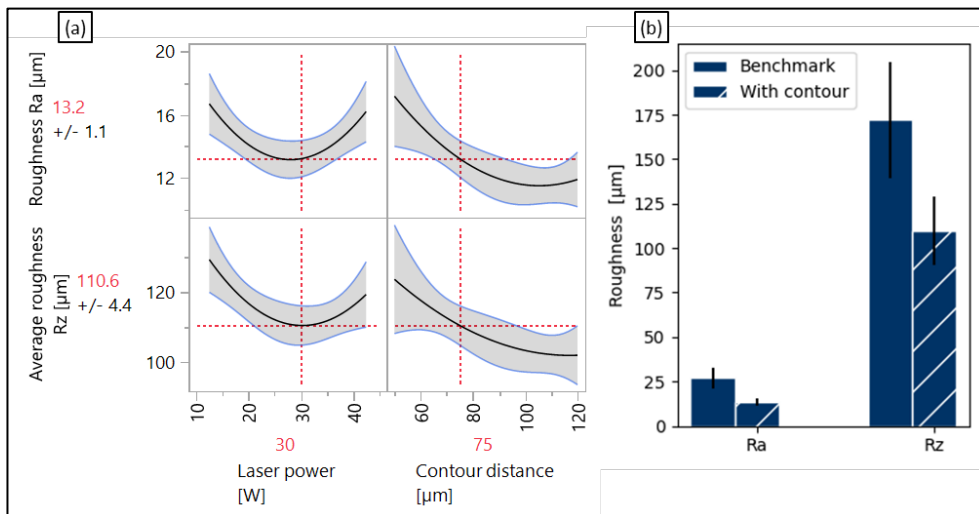 (a)
Roughness Ra [µm]
13.2
+/- 1.1
20
16
12
Average roughness
Rz [µm]
110.6
+/- 4.4
120
100
10
20
30
40
60
80
100
120
30
75
Laser power
[W]
Contour distance
[µm]
(b)
Benchmark
With contour
Roughness [µm]
200
175
150
125
100
75
50
25
0
Ra
Rz